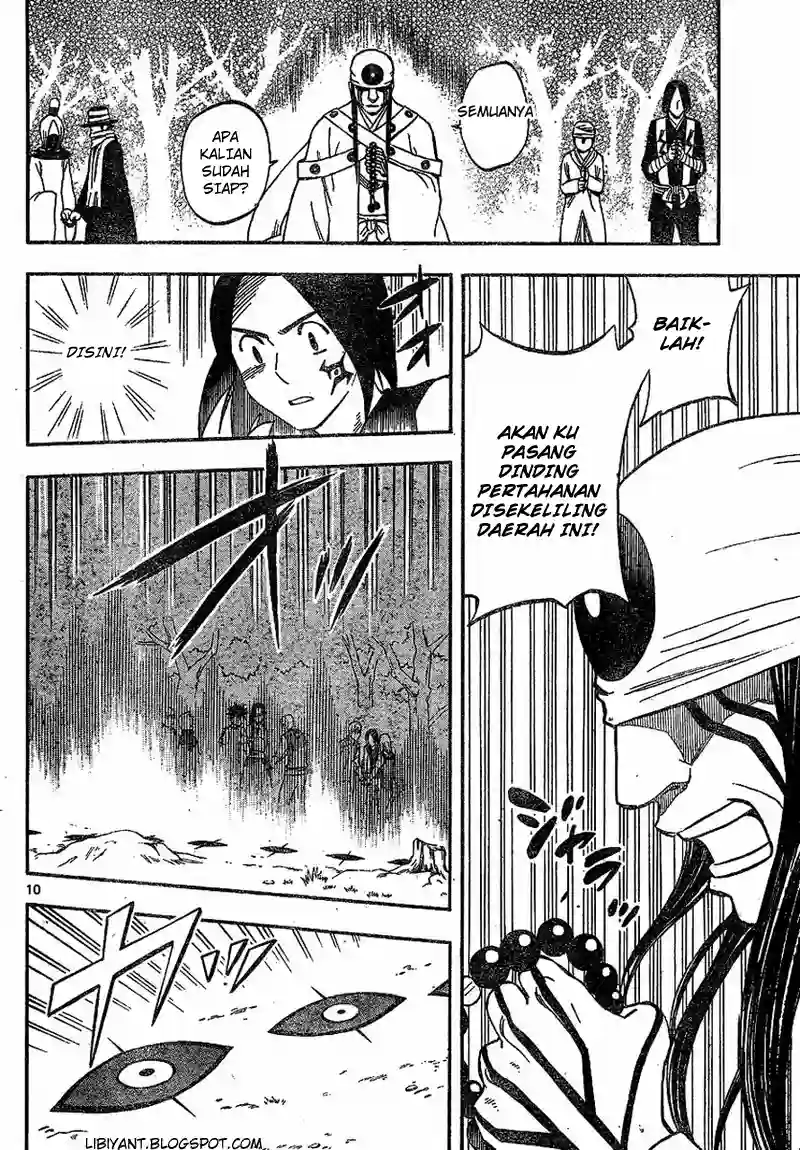 SEMUANYA
APA
KALIAN
SUDAH
SIAP?
BAIK-
LAH!
AKAN KU
PASANG
DINDING
PERTAHANAN
DISEKELILING
DAERAH INI!
DISINI!
10
LIBIYANT.BLOGSPOT.COM